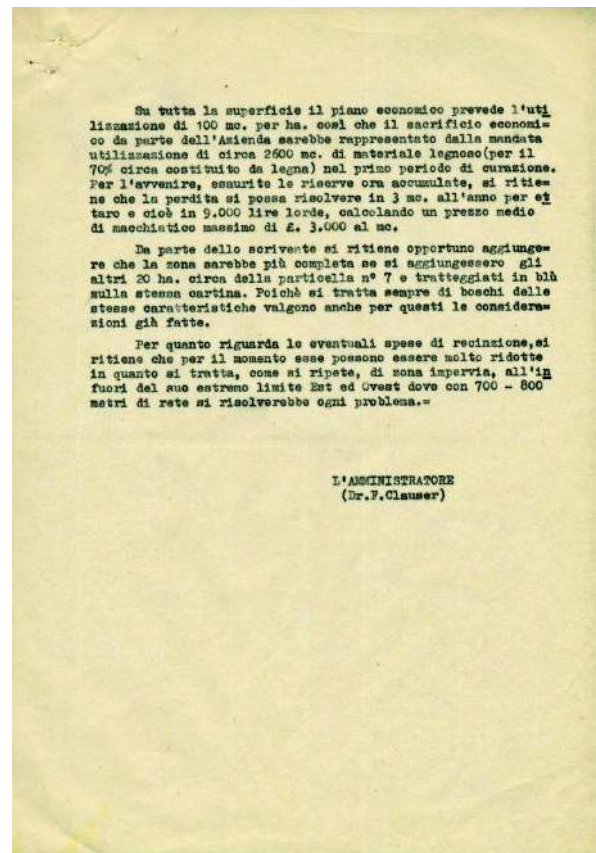 Su tutta la superficie il piano economico prevede l'uti
lizzazione di 100 mc. per ha. così che il sacrificio economi=
co da parte dell'Azienda sarebbe rappresentato dalla mancata
utilizzazione di circa 2600 mc. di materiale legnoso(per il
70% circa costituito da legna) nel primo periodo di curazione.
Per l'avvenire, esaurite le riserve ora accumulate, si ritie=
ne che la perdita si possa risolvere in 3 mc. all'anno per et
taro e cioè in 9.000 lire lorde, calcolando un prezzo medio
di macchiatico massimo di £. 3.000 al mc.
Da parte dello scrivente si ritiene opportuno aggiunge=
re che la zona sarebbe più completa se si aggiungessero gli
altri 20 ha. circa della particella n° 7 e tratteggiati in blù
sulla stessa cartina. Poichè si tratta sempre di boschi delle
stesse caratteristiche valgono anche per questi le considera=
zioni già fatte.
Per quanto riguarda le eventuali spese di recinzione,si
ritiene che per il momento esse possono essere molto ridotte
in quanto si tratta, come si ripete, di zona impervia, all'in
fuori del suo estremo limite Est ed Ovest dove con 700 - 800
metri di rete si risolverebbe ogni problema.=
L'AMMINISTRATORE
(Dr.F.Clauser)